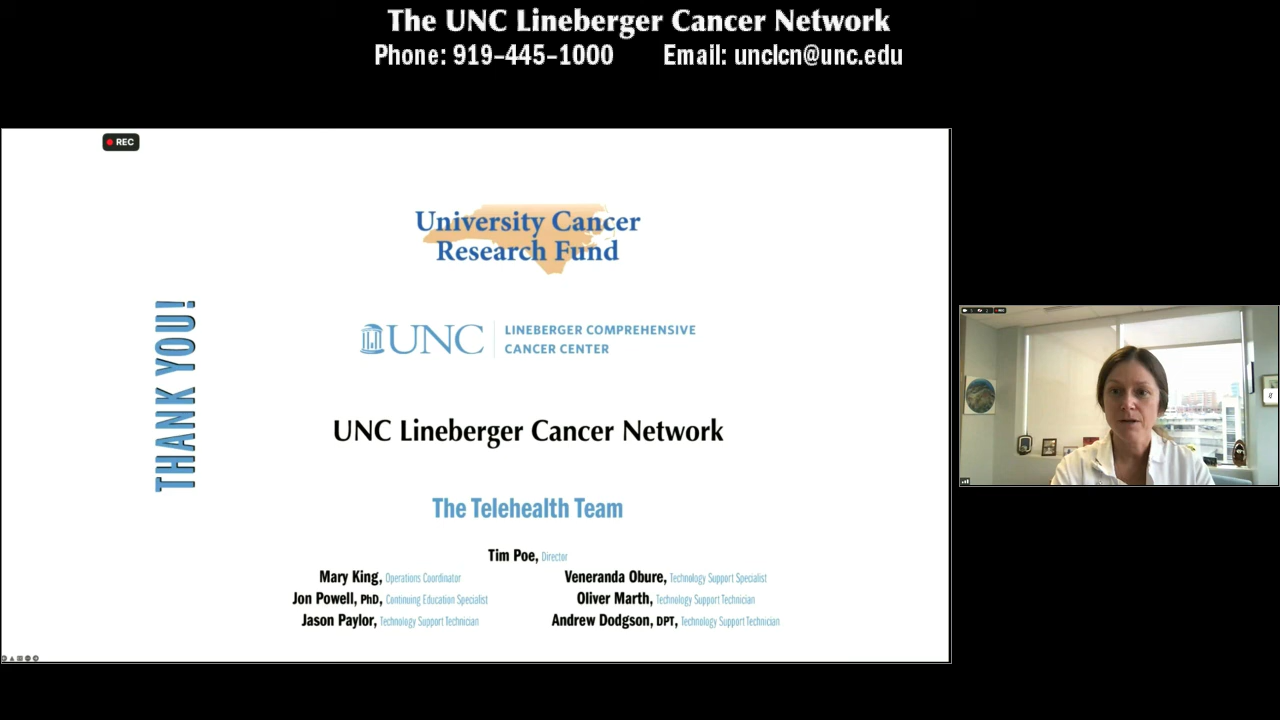 The UNC Lineberger Cancer Network
Phone: 919-445-1000 Email: unclcn@unc.edu
REC
University Cancer
Research Fund
THANK YOU!
UNC LINEBERGER COMPREHENSIVE
CANCER CENTER
UNC Lineberger Cancer Network
The Telehealth Team
Tim Poe, Director
Mary King, Operations Coordinator
Veneranda Obure, Technology Support Specialist
Jon Powell, PhD, Continuing Education Specialist
Oliver Marth, Technology Support Technician
Jason Paylor, Technology Support Technician
Andrew Dodgson, DPT, Technology Support Technician